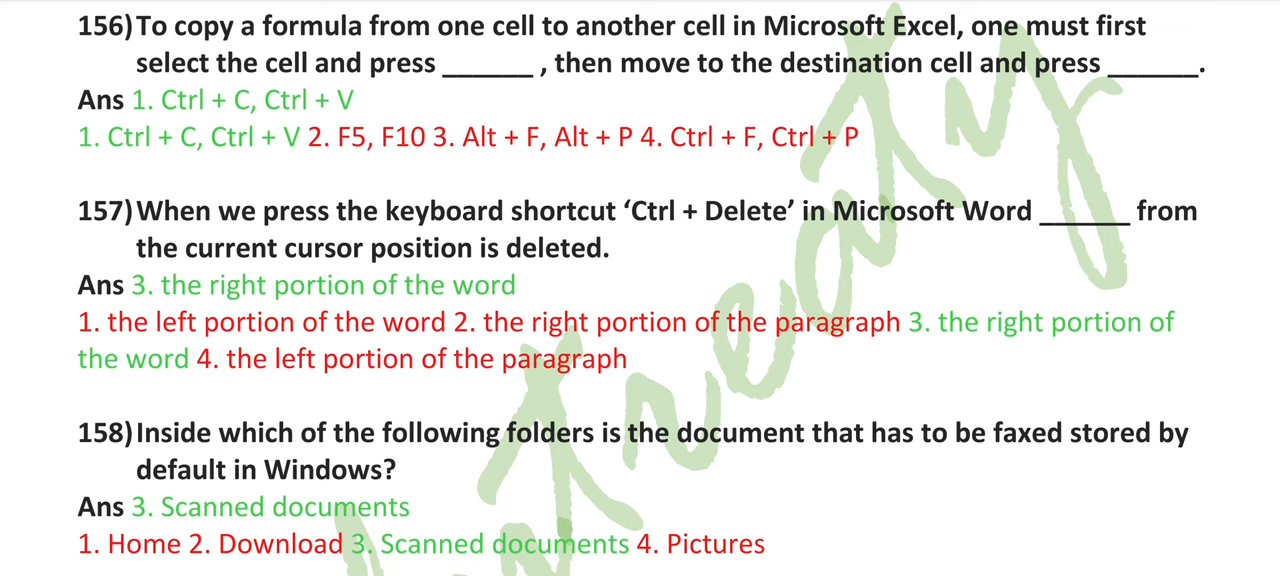 156) To copy a formula from one cell to another cell in Microsoft Excel, one must first
select the cell and press ______ , then move to the destination cell and press ______.
Ans 1. Ctrl + C, Ctrl + V
1. Ctrl + C, Ctrl + V 2. F5, F10 3. Alt + F, Alt + P 4. Ctrl + F, Ctrl + P
157) When we press the keyboard shortcut ‘Ctrl + Delete’ in Microsoft Word ______ from
the current cursor position is deleted.
Ans 3. the right portion of the word
1. the left portion of the word 2. the right portion of the paragraph 3. the right portion of
the word 4. the left portion of the paragraph
158) Inside which of the following folders is the document that has to be faxed stored by
default in Windows?
Ans 3. Scanned documents
1. Home 2. Download 3. Scanned documents 4. Pictures